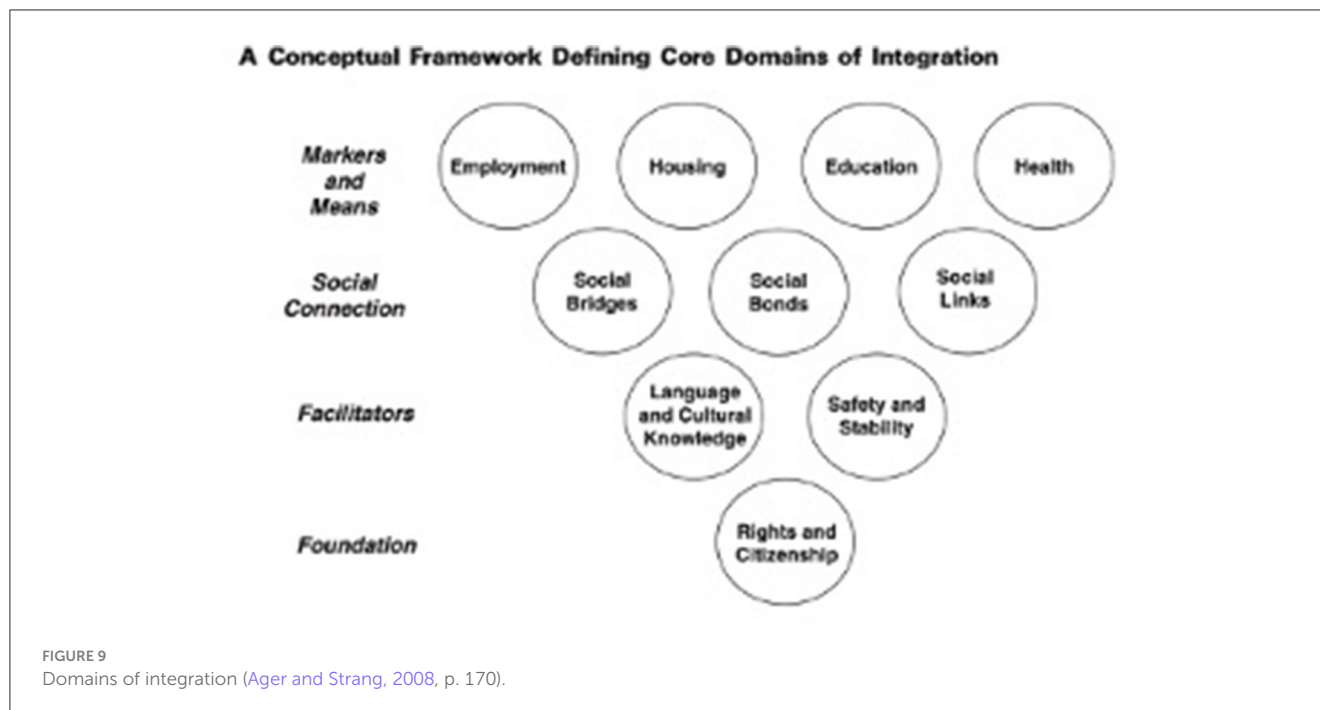 A Conceptual Framework Defining Core Domains of Integration
Markers
and
Means
Employment
Housing
Education
Health
Social
Connection
Social
Bridges
Social
Bonds
Social
Links
Facilitators
Language
and Cultural
Knowledge
Safety and
Stability
Foundation
Rights and
Citizenship
FIGURE 9
Domains of integration (Ager and Strang, 2008, p. 170).